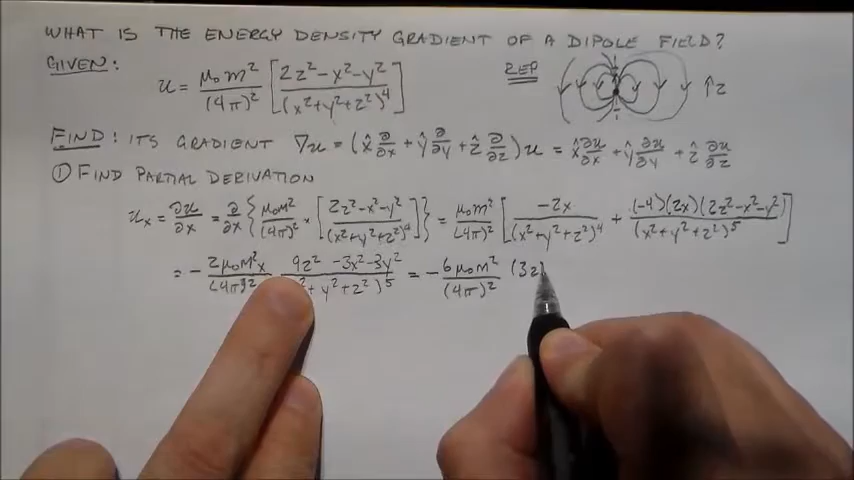 WHAT IS THE ENERGY DENSITY GRADIENT OF A DIPOLE FIELD?
GIVEN: u = μ₀m²/(4π)² [ (2z²-x²-y²)/(x²+y²+z²)⁴ ] REP ↑z
FIND: ITS GRADIENT ∇u = (x̂ ∂/∂x + ŷ ∂/∂y + ẑ ∂/∂z)u = x̂ ∂u/∂x + ŷ ∂u/∂y + ẑ ∂u/∂z
① FIND PARTIAL DERIVATION
uₓ = ∂u/∂x = ∂/∂x { μ₀m²/(4π)² × [ (2z²-x²-y²)/(x²+y²+z²)⁴ ] } = μ₀m²/(4π)² [ -2x/(x²+y²+z²)⁴ + (-4)(2x)(2z²-x²-y²)/(x²+y²+z²)⁵ ]
= - 2μ₀m²x/(4π)² (9z² -3x²-3y²)/(²+y²+z²)⁵ = - 6μ₀m²/(4π)² (3z